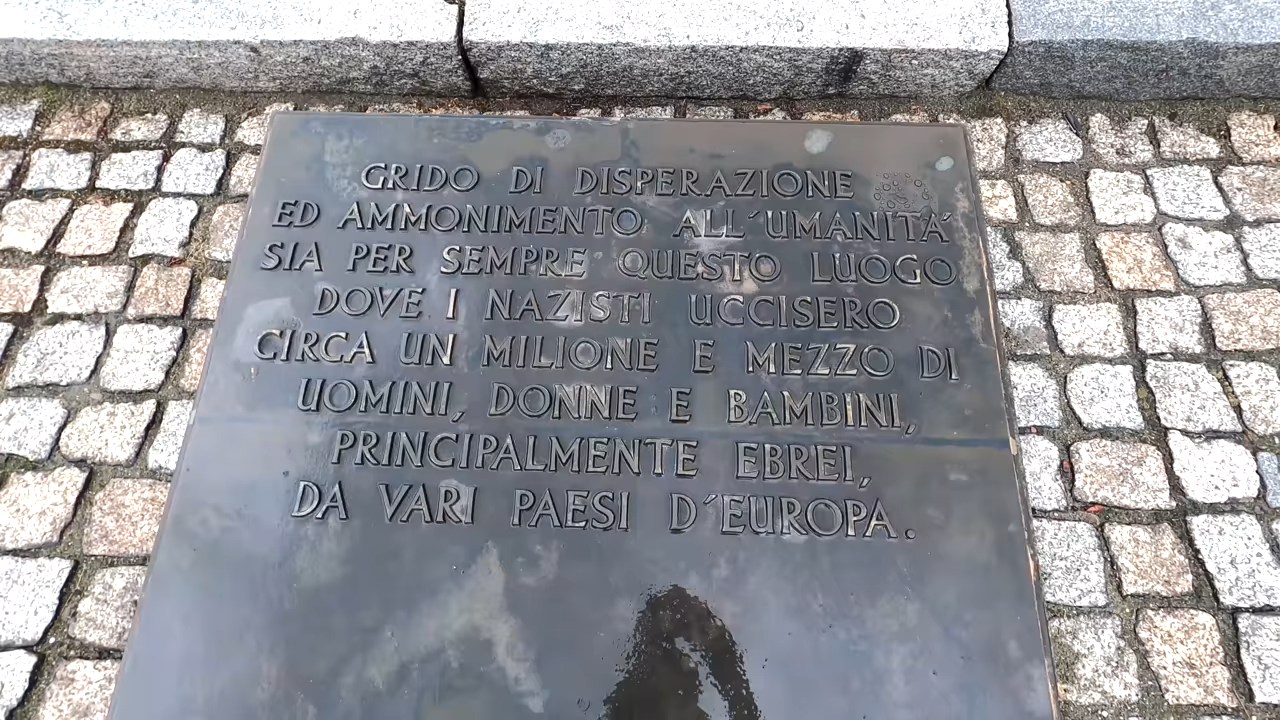 GRIDO DI DISPERAZIONE
ED AMMONIMENTO ALL´UMANITA´
SIA PER SEMPRE QUESTO LUOGO
DOVE I NAZISTI UCCISERO
CIRCA UN MILIONE E MEZZO DI
UOMINI, DONNE E BAMBINI,
PRINCIPALMENTE EBREI,
DA VARI PAESI D´EUROPA.